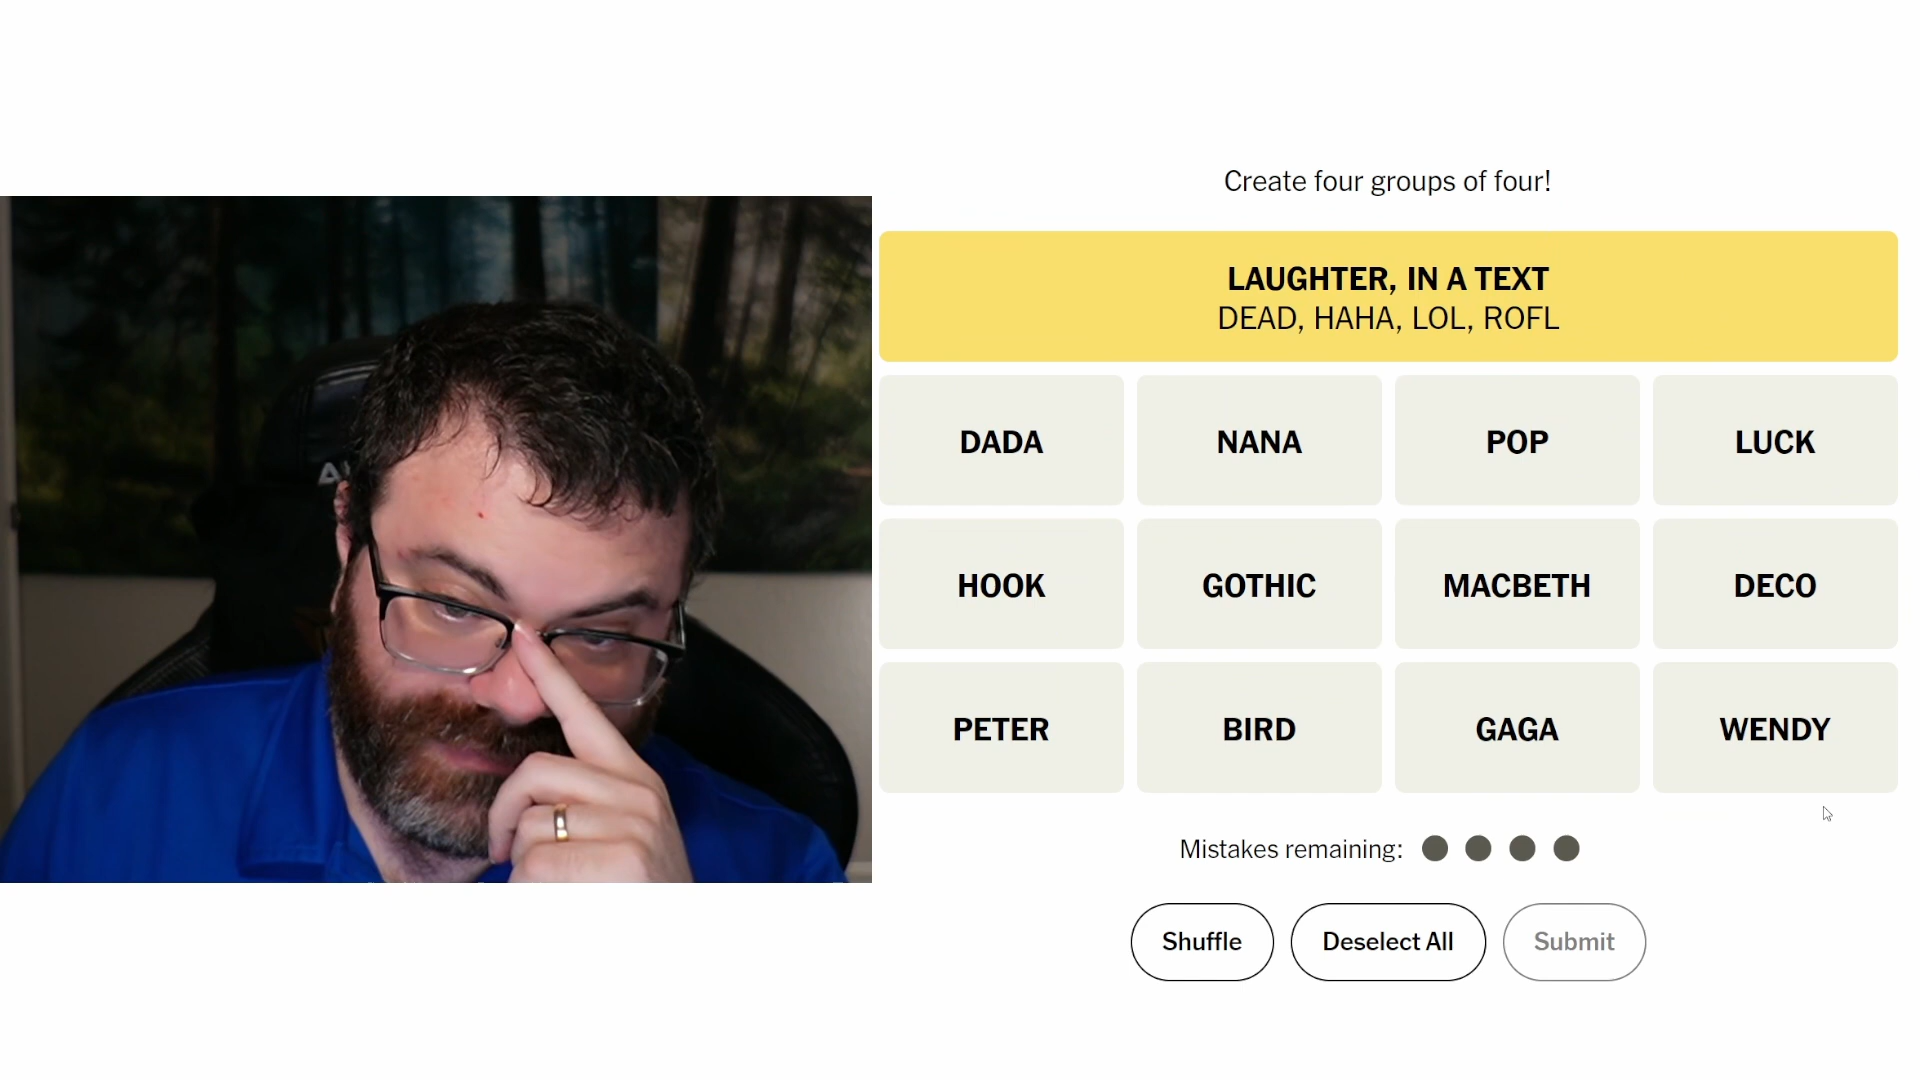 Create four groups of four!
LAUGHTER, IN A TEXT
DEAD, HAHA, LOL, ROFL
DADA NANA POP LUCK
HOOK GOTHIC MACBETH DECO
PETER BIRD GAGA WENDY
Mistakes remaining:
Shuffle Deselect All Submit